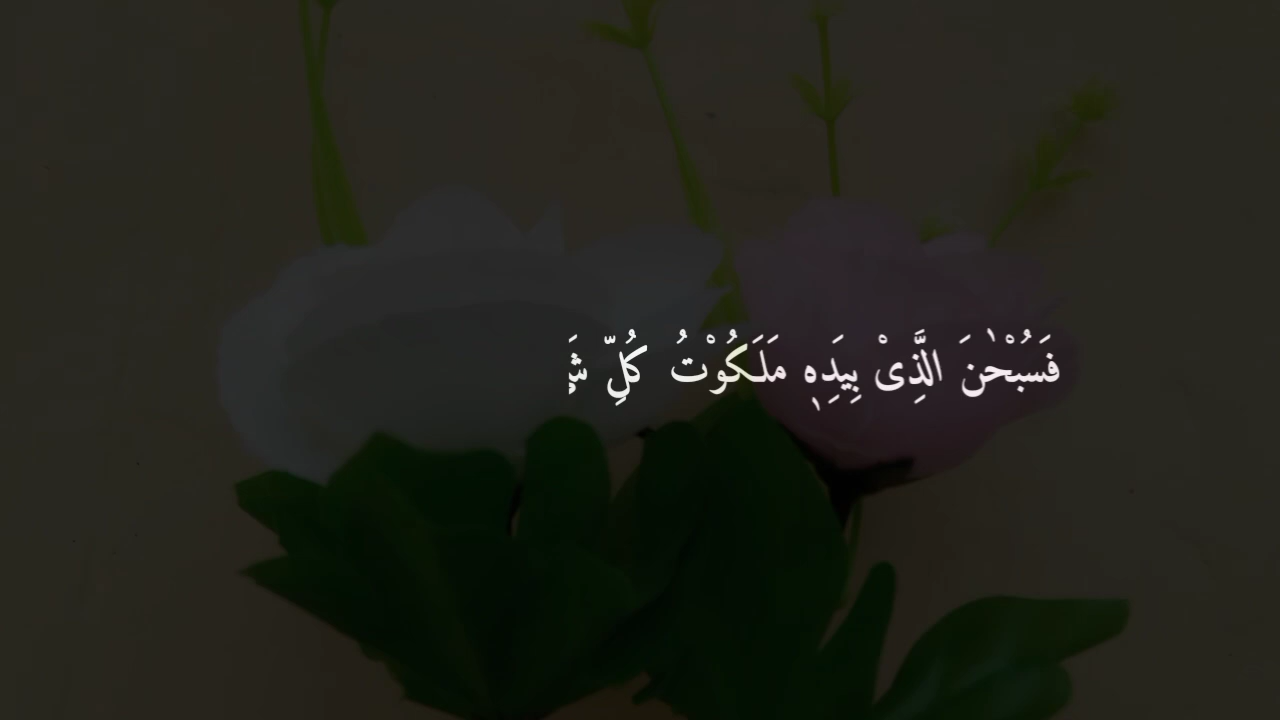 فَسُبْحٰنَ الَّذِىْ بِيَدِهٖ مَلَكُوْتُ كُلِّ